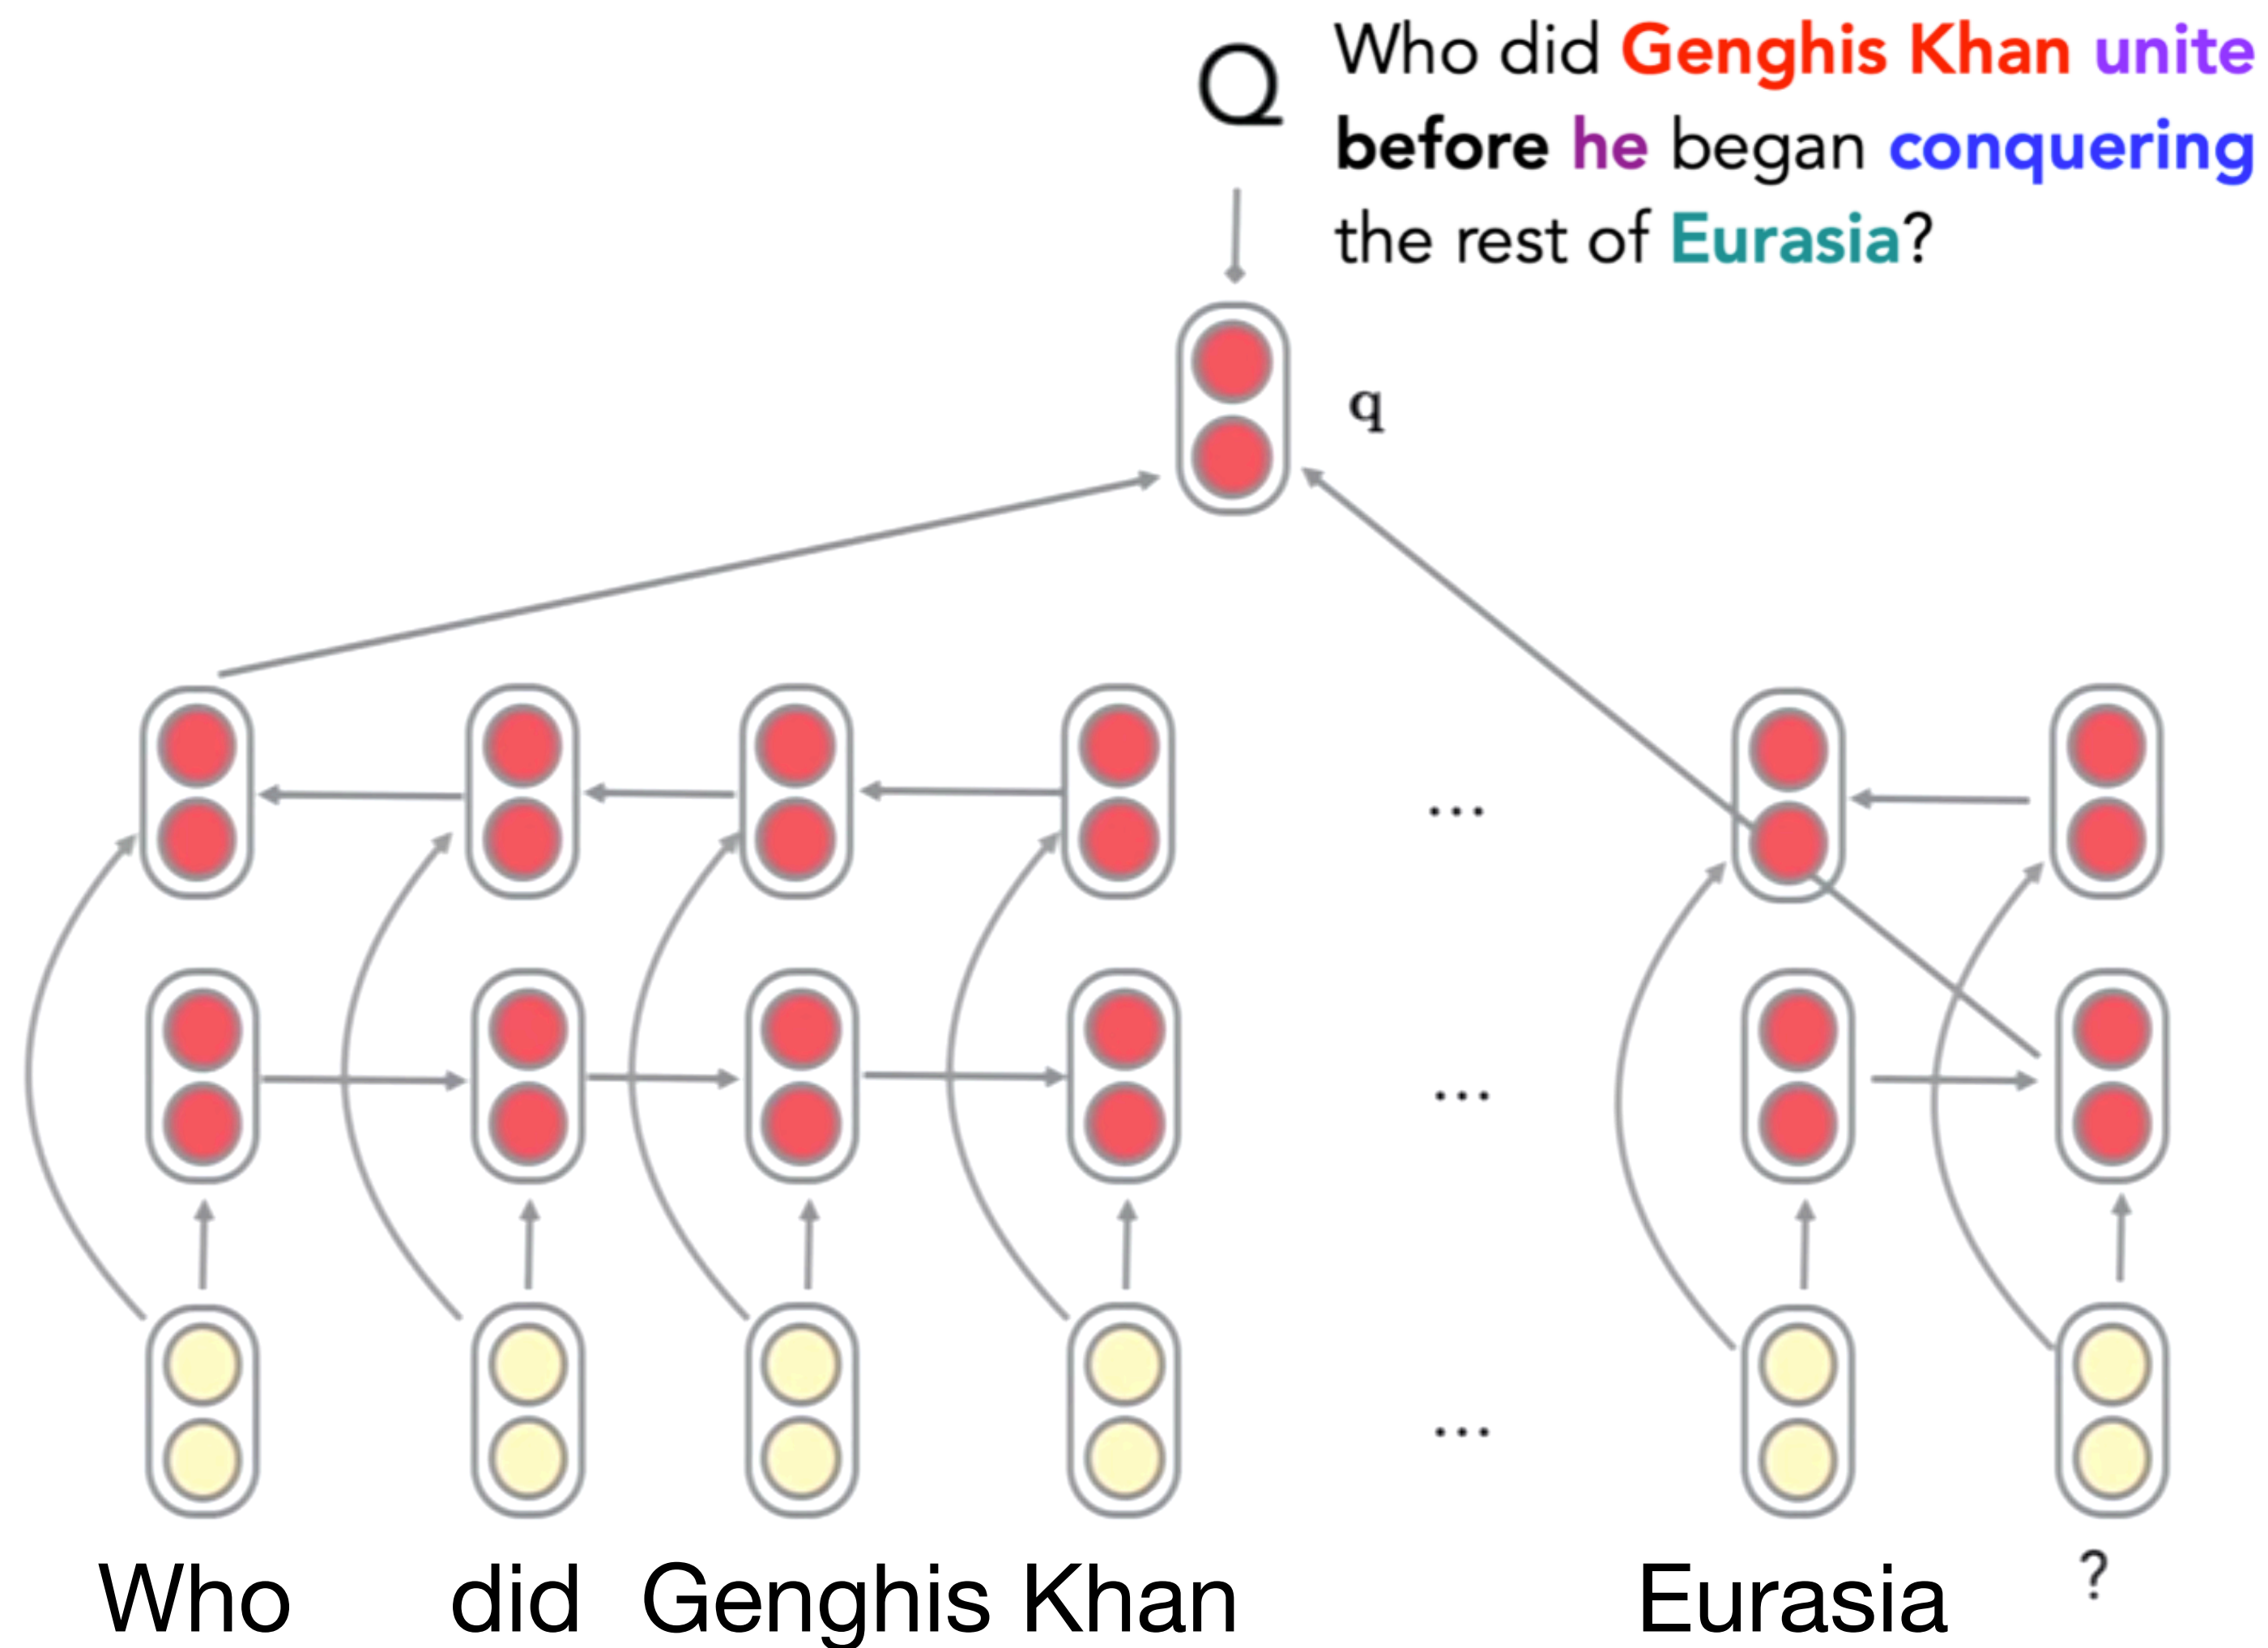 Q
Who did Genghis Khan unite
before he began conquering
the rest of Eurasia?
q
...
...
...
Who did Genghis Khan Eurasia ?